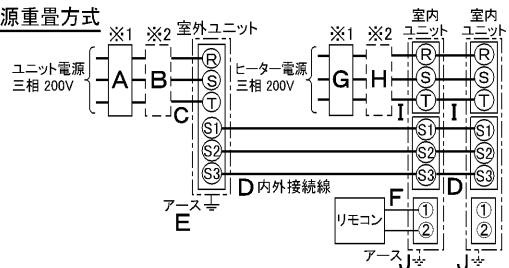 源重畳方式
※1 ※2 室外ユニット ※1 ※2 室内ユニット 室内ユニット
ユニット電源
三相 200V
A B C
R
S
T
ヒーター電源
三相 200V
G H I I
R R
S S
T T
S1 S1 S1
S2 S2 S2
S3 S3 S3
D 内外接続線 D
アース
E
リモコン
F
① ①
② ②
アース J J